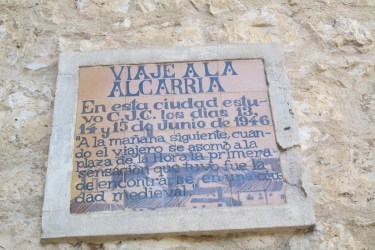 VIAJE A LA
ALCARRIA
En esta ciudad estu-
vo C.J.C. los días 13,
14 y 15 de Junio de 1946
"A la mañana siguiente, cuan-
do el viajero se asomó a la
plaza de la Hora la primera
sensación que tuvo fue la
de encontrarse en una ciu-
dad medieval"